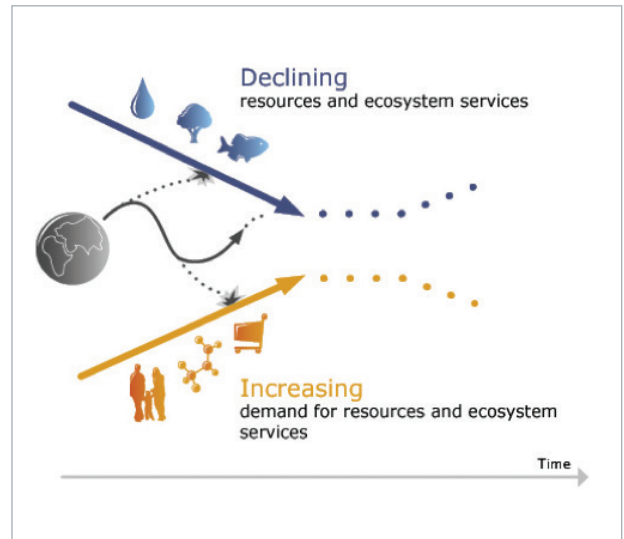 Declining
resources and ecosystem services
Increasing
demand for resources and ecosystem
services
Time